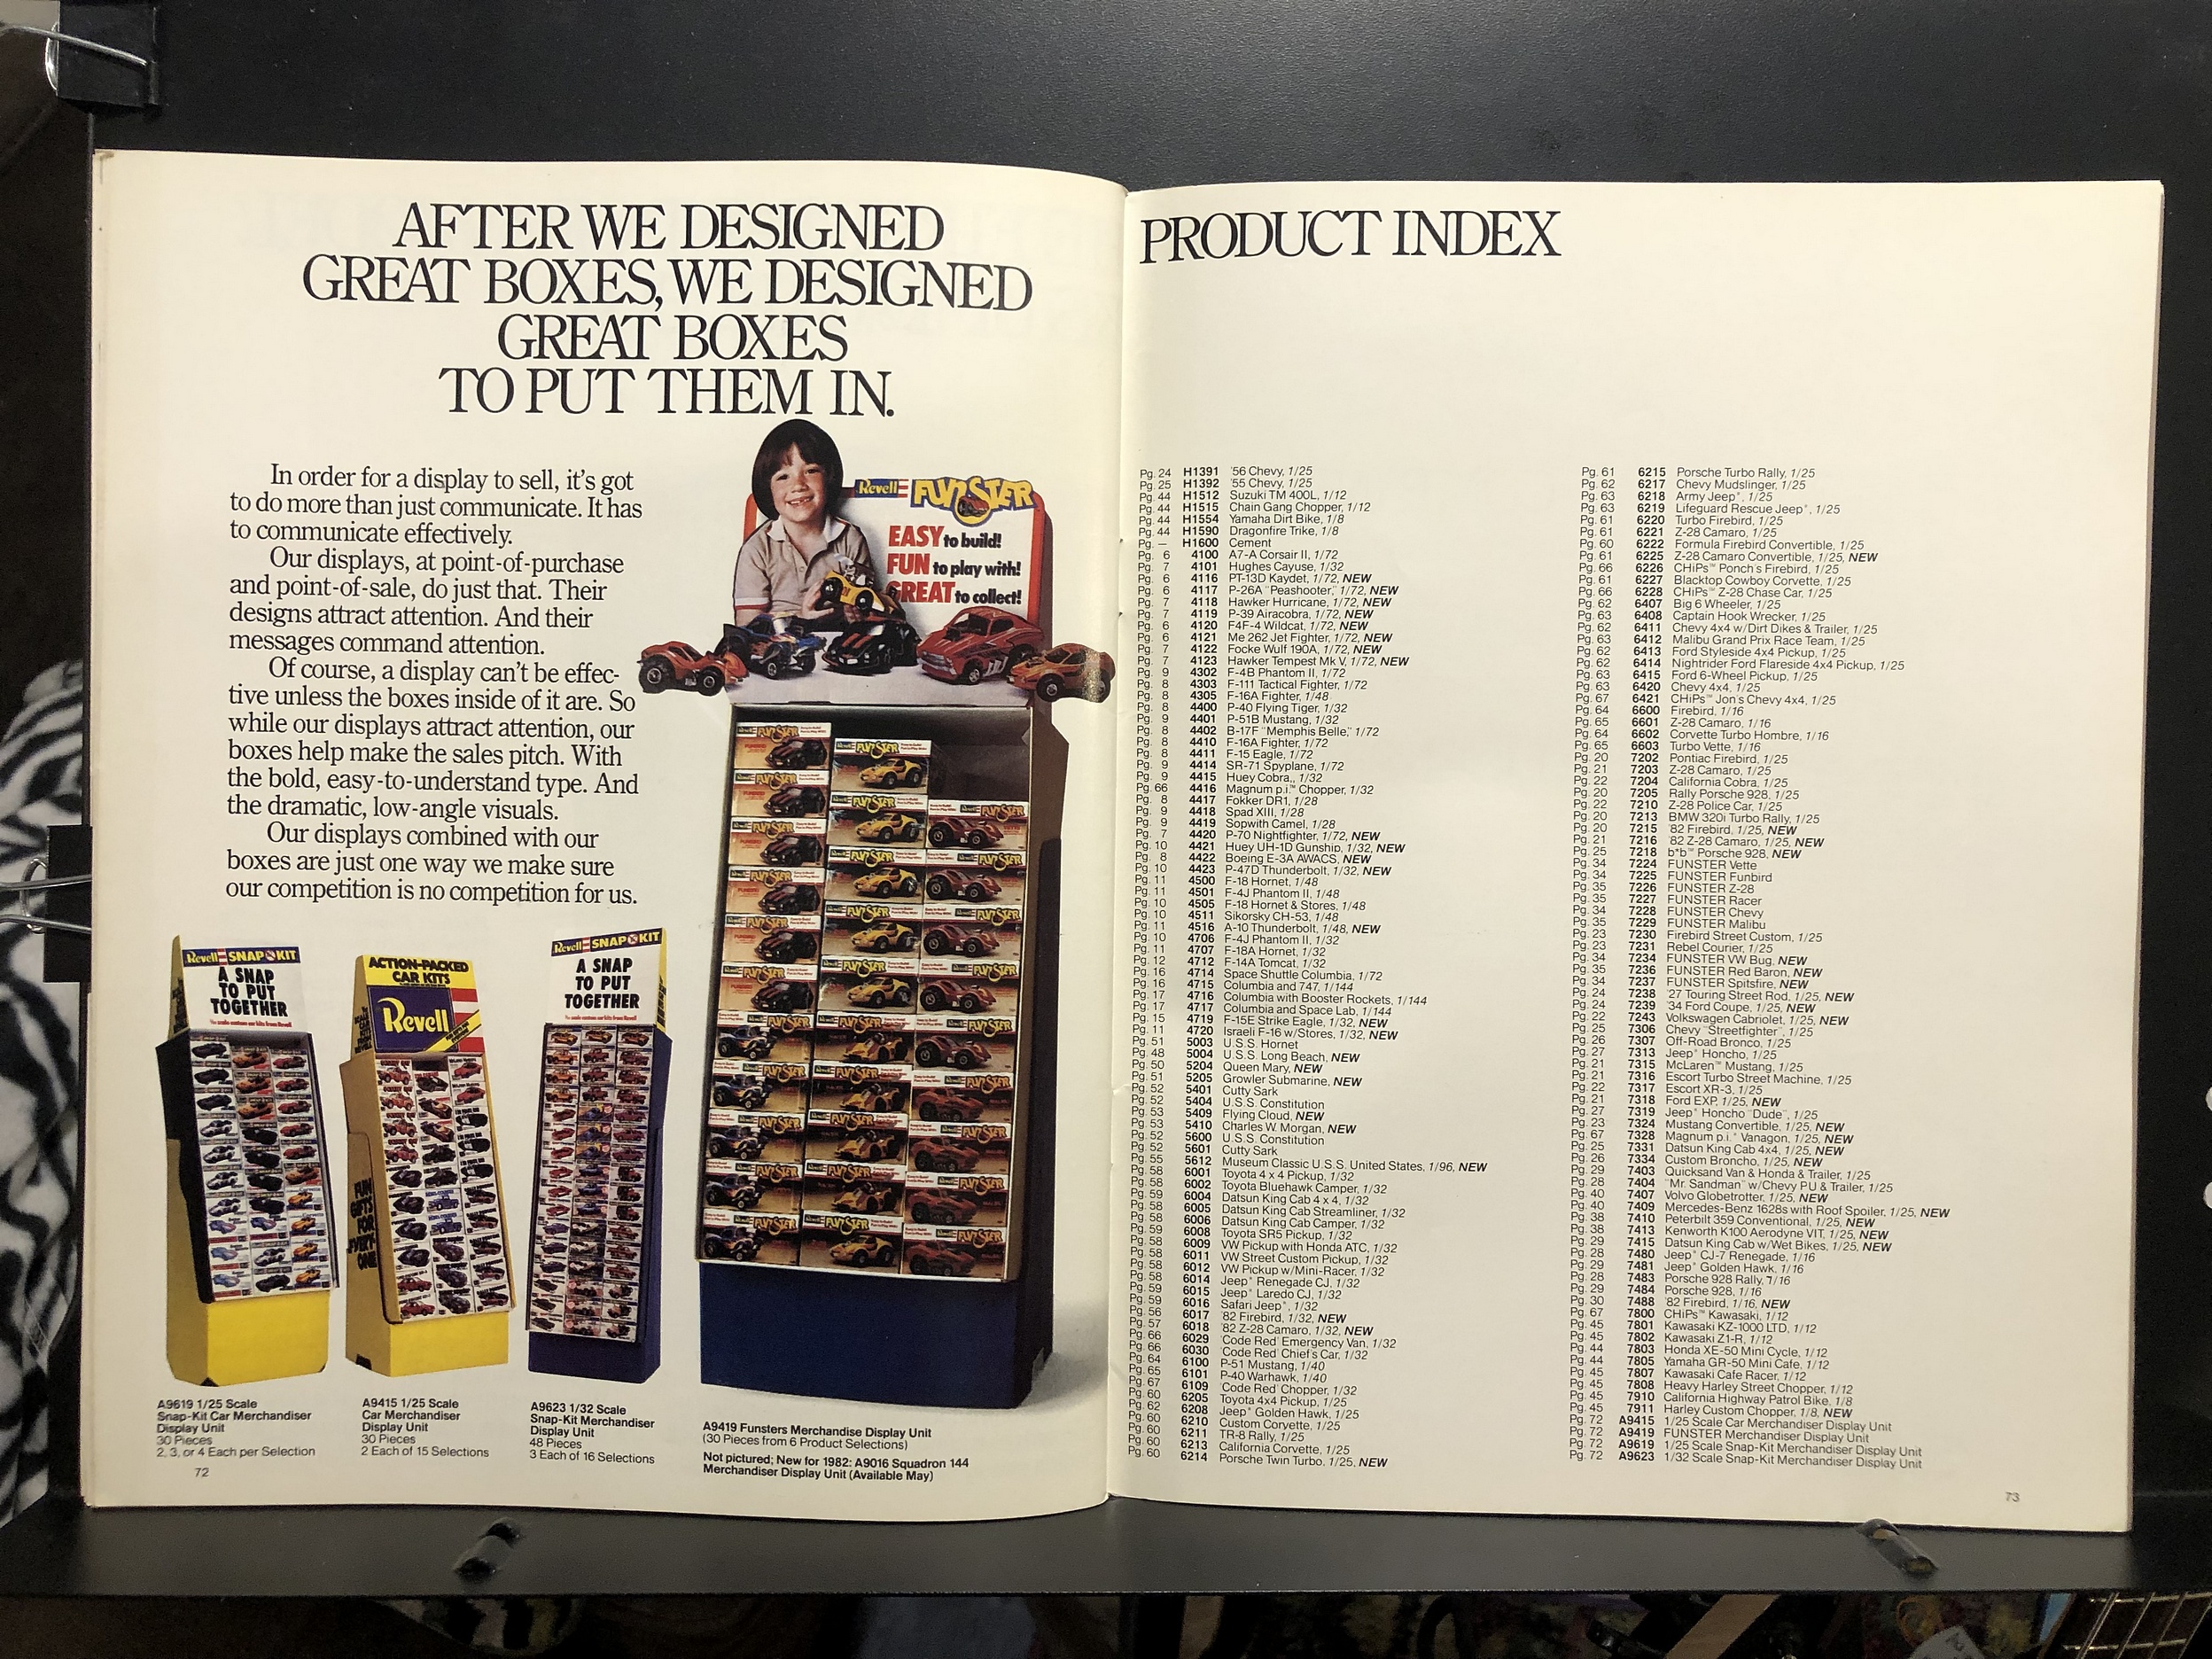 AFTER WE DESIGNED
GREAT BOXES, WE DESIGNED
GREAT BOXES
TO PUT THEM IN.
In order for a display to sell, it's got
to do more than just communicate. It has
to communicate effectively.
Our displays, at point-of-purchase
and point-of-sale, do just that. Their
designs attract attention. And their
messages command attention.
Of course, a display can't be effec-
tive unless the boxes inside of it are. So
while our displays attract attention, our
boxes help make the sales pitch. With
the bold, easy-to-understand type. And
the dramatic, low-angle visuals.
Our displays combined with our
boxes are just one way we make sure
our competition is no competition for us.
Revell FUNSTER
EASY to build!
FUN to play with!
GREAT to collect!
Revell SNAP KIT
A SNAP
TO PUT
TOGETHER
ACTION-PACKED
CAR KITS
Revell
FUN
GIFTS
FOR
EVERY-
ONE
Revell SNAP KIT
A SNAP
TO PUT
TOGETHER
A9619 1/25 Scale
Snap-Kit Car Merchandiser
Display Unit
30 Pieces
2, 3, or 4 Each per Selection
A9415 1/25 Scale
Car Merchandiser
Display Unit
30 Pieces
2 Each of 15 Selections
A9623 1/32 Scale
Snap-Kit Merchandiser
Display Unit
48 Pieces
3 Each of 16 Selections
A9419 Funsters Merchandise Display Unit
(30 Pieces from 6 Product Selections)
Not pictured; New for 1982: A9016 Squadron 144
Merchandiser Display Unit (Available May)
72
PRODUCT INDEX
Pg. 24 H1391 '56 Chevy, 1/25
Pg. 25 H1392 '55 Chevy, 1/25
Pg. 44 H1512 Suzuki TM 400L, 1/12
Pg. 44 H1515 Chain Gang Chopper, 1/12
Pg. 44 H1554 Yamaha Dirt Bike, 1/8
Pg. 44 H1590 Dragonfire Trike, 1/8
Pg. — H1600 Cement
Pg. 6 4100 A7-A Corsair II, 1/72
Pg. 7 4101 Hughes Cayuse, 1/32
Pg. 6 4116 PT-13D Kaydet, 1/72, NEW
Pg. 6 4117 P-26A "Peashooter," 1/72, NEW
Pg. 7 4118 Hawker Hurricane, 1/72, NEW
Pg. 7 4119 P-39 Airacobra, 1/72, NEW
Pg. 6 4120 F4F-4 Wildcat, 1/72, NEW
Pg. 6 4121 Me 262 Jet Fighter, 1/72, NEW
Pg. 7 4122 Focke Wulf 190A, 1/72, NEW
Pg. 7 4123 Hawker Tempest Mk V, 1/72, NEW
Pg. 9 4302 F-4B Phantom II, 1/72
Pg. 8 4303 F-111 Tactical Fighter, 1/72
Pg. 8 4305 F-16A Fighter, 1/48
Pg. 8 4400 P-40 Flying Tiger, 1/32
Pg. 9 4401 P-51B Mustang, 1/32
Pg. 8 4402 B-17F "Memphis Belle," 1/72
Pg. 8 4410 F-16A Fighter, 1/72
Pg. 8 4411 F-15 Eagle, 1/72
Pg. 9 4414 SR-71 Spyplane, 1/72
Pg. 9 4415 Huey Cobra,, 1/32
Pg. 66 4416 Magnum p.i.™ Chopper, 1/32
Pg. 8 4417 Fokker DR1, 1/28
Pg. 9 4418 Spad XIII, 1/28
Pg. 9 4419 Sopwith Camel, 1/28
Pg. 7 4420 P-70 Nightfighter, 1/72, NEW
Pg. 10 4421 Huey UH-1D Gunship, 1/32, NEW
Pg. 8 4422 Boeing E-3A AWACS, NEW
Pg. 10 4423 P-47D Thunderbolt, 1/32, NEW
Pg. 11 4500 F-18 Hornet, 1/48
Pg. 11 4501 F-4J Phantom II, 1/48
Pg. 10 4505 F-18 Hornet & Stores, 1/48
Pg. 10 4511 Sikorsky CH-53, 1/48
Pg. 11 4516 A-10 Thunderbolt, 1/48, NEW
Pg. 10 4706 F-4J Phantom II, 1/32
Pg. 11 4707 F-18A Hornet, 1/32
Pg. 12 4712 F-14A Tomcat, 1/32
Pg. 16 4714 Space Shuttle Columbia, 1/72
Pg. 16 4715 Columbia and 747, 1/144
Pg. 17 4716 Columbia with Booster Rockets, 1/144
Pg. 17 4717 Columbia and Space Lab, 1/144
Pg. 15 4719 F-15E Strike Eagle, 1/32, NEW
Pg. 11 4720 Israeli F-16 w/Stores, 1/32, NEW
Pg. 51 5003 U.S.S. Hornet
Pg. 48 5004 U.S.S. Long Beach, NEW
Pg. 50 5204 Queen Mary, NEW
Pg. 51 5205 Growler Submarine, NEW
Pg. 52 5401 Cutty Sark
Pg. 52 5404 U.S.S. Constitution
Pg. 53 5409 Flying Cloud, NEW
Pg. 53 5410 Charles W. Morgan, NEW
Pg. 52 5600 U.S.S. Constitution
Pg. 52 5601 Cutty Sark
Pg. 55 5612 Museum Classic U.S.S. United States, 1/96, NEW
Pg. 58 6001 Toyota 4 x 4 Pickup, 1/32
Pg. 58 6002 Toyota Bluehawk Camper, 1/32
Pg. 59 6004 Datsun King Cab 4 x 4, 1/32
Pg. 58 6005 Datsun King Cab Streamliner, 1/32
Pg. 58 6006 Datsun King Cab Camper, 1/32
Pg. 59 6008 Toyota SR5 Pickup, 1/32
Pg. 58 6009 VW Pickup with Honda ATC, 1/32
Pg. 58 6011 VW Street Custom Pickup, 1/32
Pg. 58 6012 VW Pickup w/Mini-Racer, 1/32
Pg. 58 6014 Jeep® Renegade CJ, 1/32
Pg. 59 6015 Jeep® Laredo CJ, 1/32
Pg. 59 6016 Safari Jeep®, 1/32
Pg. 56 6017 '82 Firebird, 1/32, NEW
Pg. 57 6018 '82 Z-28 Camaro, 1/32, NEW
Pg. 66 6029 'Code Red' Emergency Van, 1/32
Pg. 66 6030 'Code Red' Chief's Car, 1/32
Pg. 64 6100 P-51 Mustang, 1/40
Pg. 65 6101 P-40 Warhawk, 1/40
Pg. 67 6109 'Code Red' Chopper, 1/32
Pg. 60 6205 Toyota 4x4 Pickup, 1/25
Pg. 62 6208 Jeep® Golden Hawk, 1/25
Pg. 60 6210 Custom Corvette, 1/25
Pg. 60 6211 TR-8 Rally, 1/25
Pg. 60 6213 California Corvette, 1/25
Pg. 60 6214 Porsche Twin Turbo, 1/25, NEW
Pg. 61 6215 Porsche Turbo Rally, 1/25
Pg. 62 6217 Chevy Mudslinger, 1/25
Pg. 63 6218 Army Jeep®, 1/25
Pg. 63 6219 Lifeguard Rescue Jeep®, 1/25
Pg. 61 6220 Turbo Firebird, 1/25
Pg. 61 6221 Z-28 Camaro, 1/25
Pg. 60 6222 Formula Firebird Convertible, 1/25
Pg. 61 6225 Z-28 Camaro Convertible, 1/25, NEW
Pg. 66 6226 CHiPs™ Ponch's Firebird, 1/25
Pg. 61 6227 Blacktop Cowboy Corvette, 1/25
Pg. 66 6228 CHiPs™ Z-28 Chase Car, 1/25
Pg. 62 6407 Big 6 Wheeler, 1/25
Pg. 63 6408 Captain Hook Wrecker, 1/25
Pg. 62 6411 Chevy 4x4 w/Dirt Dikes & Trailer, 1/25
Pg. 63 6412 Malibu Grand Prix Race Team, 1/25
Pg. 62 6413 Ford Styleside 4x4 Pickup, 1/25
Pg. 62 6414 Nightrider Ford Flareside 4x4 Pickup, 1/25
Pg. 63 6415 Ford 6-Wheel Pickup, 1/25
Pg. 63 6420 Chevy 4x4, 1/25
Pg. 67 6421 CHiPs™ Jon's Chevy 4x4, 1/25
Pg. 64 6600 Firebird, 1/16
Pg. 65 6601 Z-28 Camaro, 1/16
Pg. 64 6602 Corvette Turbo Hombre, 1/16
Pg. 65 6603 Turbo Vette, 1/16
Pg. 20 7202 Pontiac Firebird, 1/25
Pg. 21 7203 Z-28 Camaro, 1/25
Pg. 22 7204 California Cobra, 1/25
Pg. 20 7205 Rally Porsche 928, 1/25
Pg. 22 7210 Z-28 Police Car, 1/25
Pg. 20 7213 BMW 320i Turbo Rally, 1/25
Pg. 20 7215 '82 Firebird, 1/25, NEW
Pg. 21 7216 '82 Z-28 Camaro, 1/25, NEW
Pg. 25 7218 b*b™ Porsche 928, NEW
Pg. 34 7224 FUNSTER Vette
Pg. 34 7225 FUNSTER Funbird
Pg. 35 7226 FUNSTER Z-28
Pg. 35 7227 FUNSTER Racer
Pg. 34 7228 FUNSTER Chevy
Pg. 35 7229 FUNSTER Malibu
Pg. 23 7230 Firebird Street Custom, 1/25
Pg. 23 7231 Rebel Courier, 1/25
Pg. 34 7234 FUNSTER VW Bug, NEW
Pg. 35 7236 FUNSTER Red Baron, NEW
Pg. 34 7237 FUNSTER Spitsfire, NEW
Pg. 24 7238 '27 Touring Street Rod, 1/25, NEW
Pg. 24 7239 '34 Ford Coupe, 1/25, NEW
Pg. 22 7243 Volkswagen Cabriolet, 1/25, NEW
Pg. 25 7306 Chevy "Streetfighter", 1/25
Pg. 26 7307 Off-Road Bronco, 1/25
Pg. 27 7313 Jeep® Honcho, 1/25
Pg. 21 7315 McLaren™ Mustang, 1/25
Pg. 21 7316 Escort Turbo Street Machine, 1/25
Pg. 22 7317 Escort XR-3, 1/25
Pg. 21 7318 Ford EXP, 1/25, NEW
Pg. 27 7319 Jeep® Honcho "Dude", 1/25
Pg. 23 7324 Mustang Convertible, 1/25, NEW
Pg. 67 7328 Magnum p.i.™ Vanagon, 1/25, NEW
Pg. 25 7331 Datsun King Cab 4x4, 1/25, NEW
Pg. 26 7334 Custom Broncho, 1/25, NEW
Pg. 29 7403 Quicksand Van & Honda & Trailer, 1/25
Pg. 28 7404 "Mr. Sandman" w/Chevy PU & Trailer, 1/25
Pg. 40 7407 Volvo Globetrotter, 1/25, NEW
Pg. 40 7409 Mercedes-Benz 1628s with Roof Spoiler, 1/25, NEW
Pg. 38 7410 Peterbilt 359 Conventional, 1/25, NEW
Pg. 38 7413 Kenworth K100 Aerodyne VIT, 1/25, NEW
Pg. 29 7415 Datsun King Cab w/Wet Bikes, 1/25, NEW
Pg. 28 7480 Jeep® CJ-7 Renegade, 1/16
Pg. 29 7481 Jeep® Golden Hawk, 1/16
Pg. 28 7483 Porsche 928 Rally, 1/16
Pg. 29 7484 Porsche 928, 1/16
Pg. 30 7488 '82 Firebird, 1/16, NEW
Pg. 67 7800 CHiPs™ Kawasaki, 1/12
Pg. 45 7801 Kawasaki KZ-1000 LTD, 1/12
Pg. 45 7802 Kawasaki Z1-R, 1/12
Pg. 44 7803 Honda XE-50 Mini Cycle, 1/12
Pg. 44 7805 Yamaha GR-50 Mini Cafe, 1/12
Pg. 45 7807 Kawasaki Cafe Racer, 1/12
Pg. 45 7808 Heavy Harley Street Chopper, 1/12
Pg. 45 7910 California Highway Patrol Bike, 1/8
Pg. 45 7911 Harley Custom Chopper, 1/8, NEW
Pg. 72 A9415 1/25 Scale Car Merchandiser Display Unit
Pg. 72 A9419 FUNSTER Merchandiser Display Unit
Pg. 72 A9619 1/25 Scale Snap-Kit Merchandiser Display Unit
Pg. 72 A9623 1/32 Scale Snap-Kit Merchandiser Display Unit
73